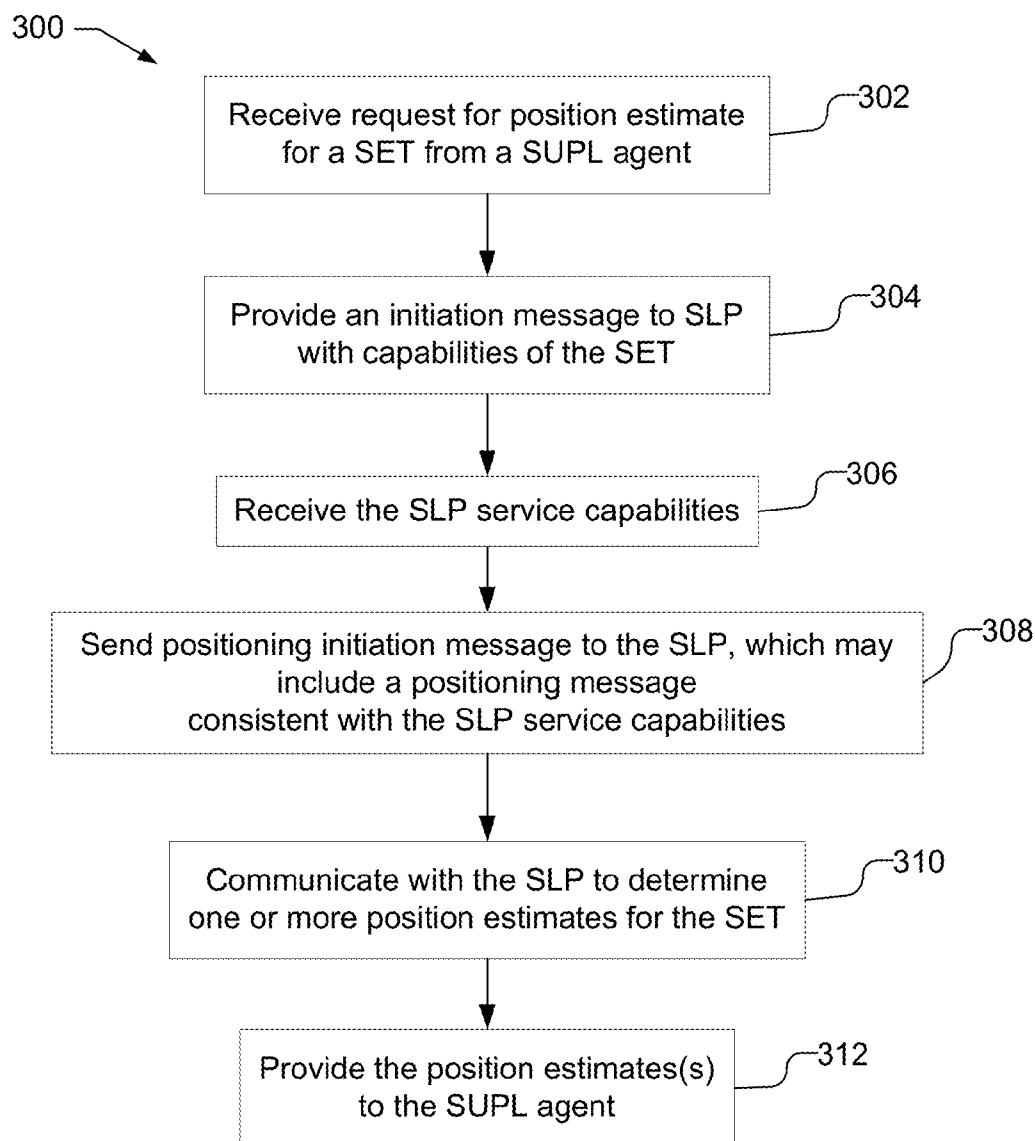 300
Receive request for position estimate
for a SET from a SUPL agent
302
Provide an initiation message to SLP
with capabilities of the SET
304
Receive the SLP service capabilities
306
Send positioning initiation message to the SLP, which may
include a positioning message
consistent with the SLP service capabilities
308
Communicate with the SLP to determine
one or more position estimates for the SET
310
Provide the position estimates(s)
to the SUPL agent
312